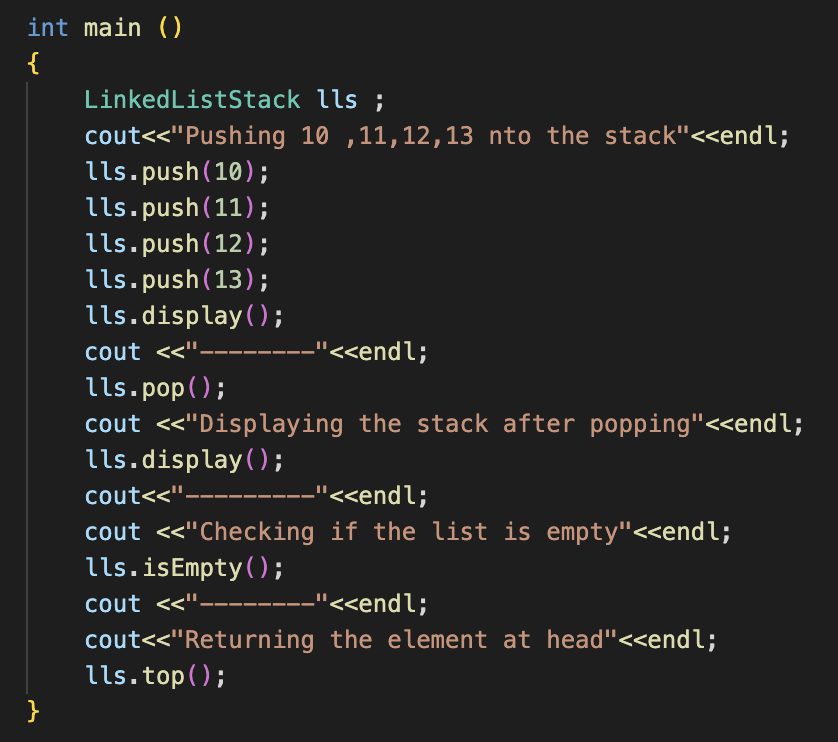 int main ()
{
    LinkedListStack lls ;
    cout<<"Pushing 10 ,11,12,13 nto the stack"<<endl;
    lls.push(10);
    lls.push(11);
    lls.push(12);
    lls.push(13);
    lls.display();
    cout <<"--------"<<endl;
    lls.pop();
    cout <<"Displaying the stack after popping"<<endl;
    lls.display();
    cout<<"---------"<<endl;
    cout <<"Checking if the list is empty"<<endl;
    lls.isEmpty();
    cout <<"--------"<<endl;
    cout<<"Returning the element at head"<<endl;
    lls.top();
}